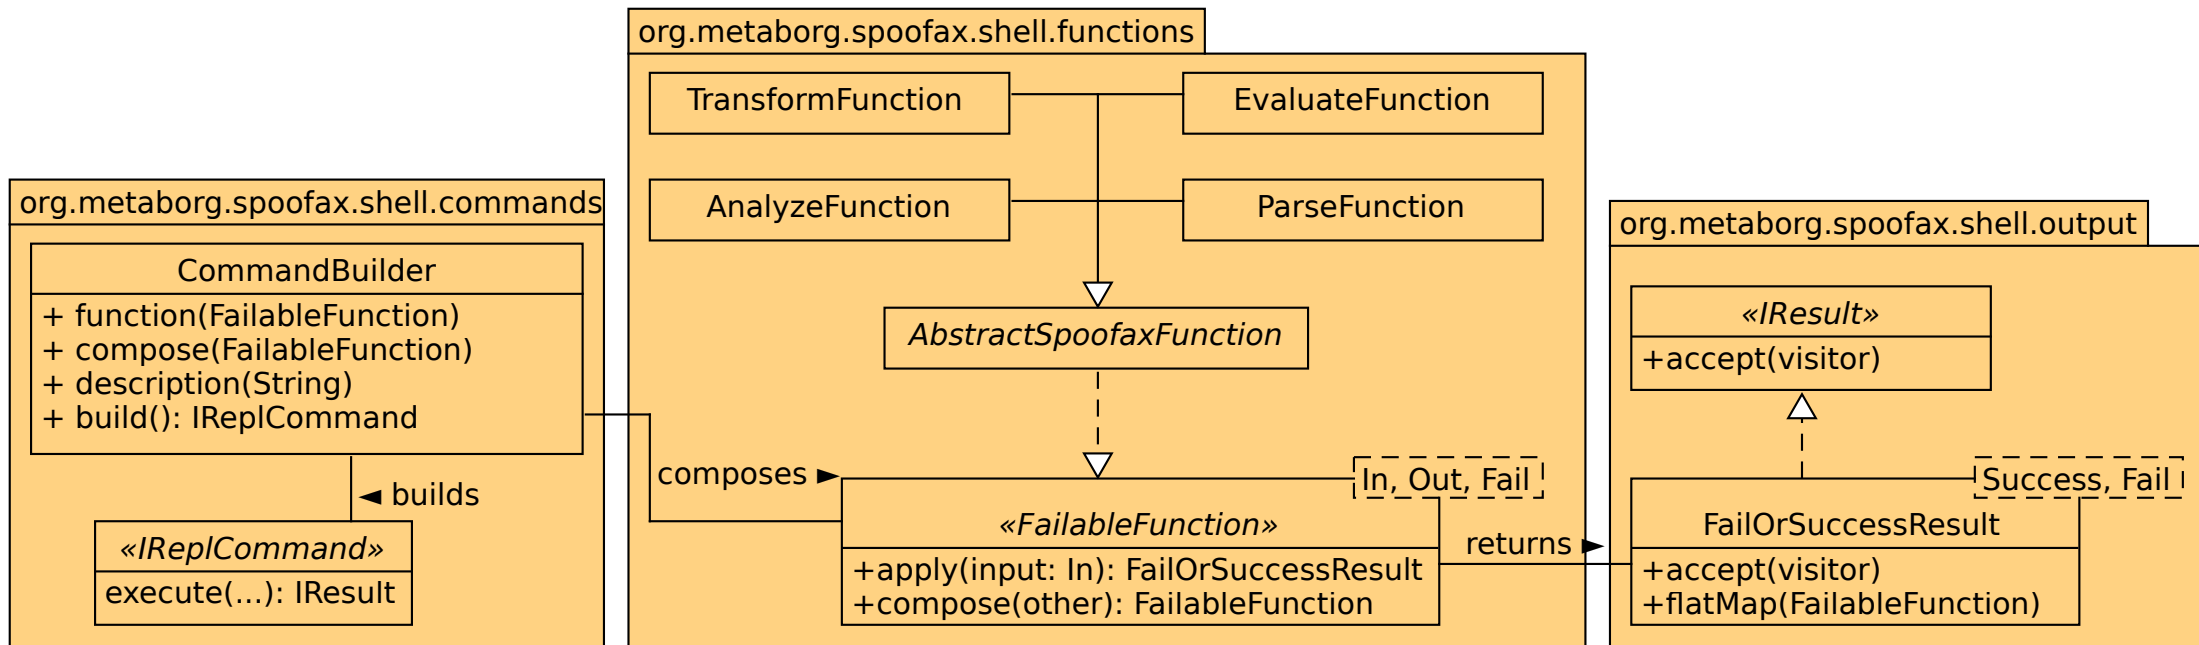 org.metaborg.spoofax.shell.commands
CommandBuilder
+ function(FailableFunction)
+ compose(FailableFunction)
+ description(String)
+ build(): IReplCommand
◄ builds
«IReplCommand»
execute(...): IResult
org.metaborg.spoofax.shell.functions
TransformFunction
EvaluateFunction
AnalyzeFunction
ParseFunction
AbstractSpoofaxFunction
composes ►
In, Out, Fail
«FailableFunction»
+apply(input: In): FailOrSuccessResult
+compose(other): FailableFunction
returns ►
org.metaborg.spoofax.shell.output
«IResult»
+accept(visitor)
Success, Fail
FailOrSuccessResult
+accept(visitor)
+flatMap(FailableFunction)